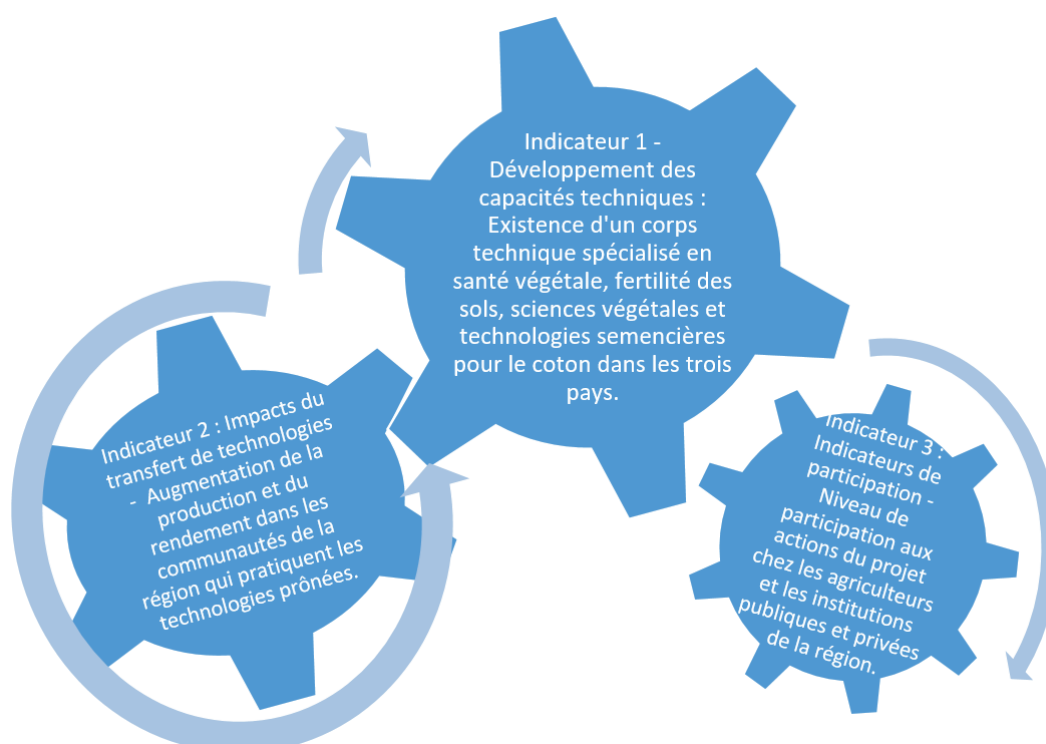 Indicateur 1 -
Développement des
capacités techniques :
Existence d'un corps
technique spécialisé en
santé végétale, fertilité des
sols, sciences végétales et
technologies semencières
pour le coton dans les trois
pays.
Indicateur 2 : Impacts du
transfert de technologies
- Augmentation de la
production et du
rendement dans les
communautés de la
région qui pratiquent les
technologies prônées.
Indicateur 3 :
Indicateurs de
participation -
Niveau de
participation aux
actions du projet
chez les agriculteurs
et les institutions
publiques et privées
de la région.